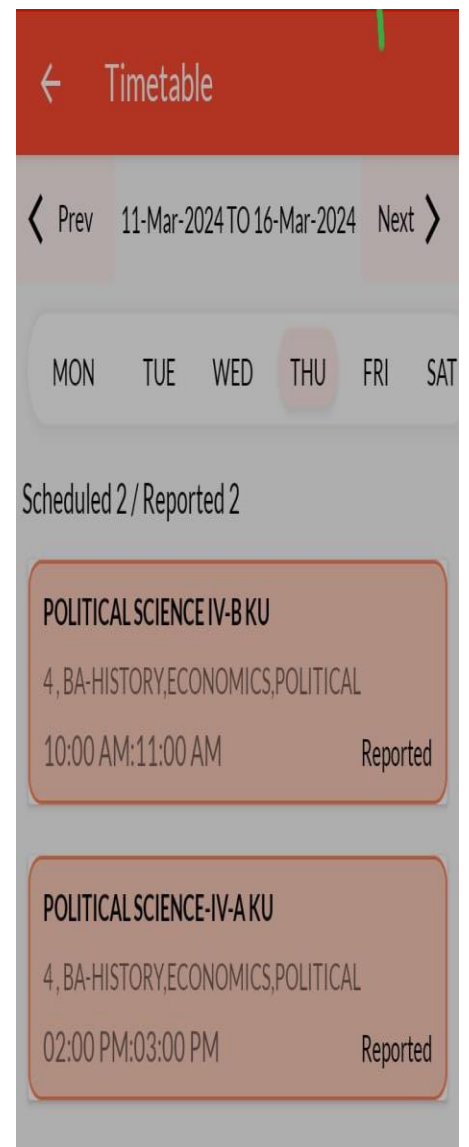 Timetable
Prev 11-Mar-2024 TO 16-Mar-2024 Next
MON TUE WED THU FRI SAT
Scheduled 2 / Reported 2
POLITICAL SCIENCE IV-B KU
4 , BA-HISTORY,ECONOMICS,POLITICAL
10:00 AM:11:00 AM Reported
POLITICAL SCIENCE-IV-A KU
4 , BA-HISTORY,ECONOMICS,POLITICAL
02:00 PM:03:00 PM Reported